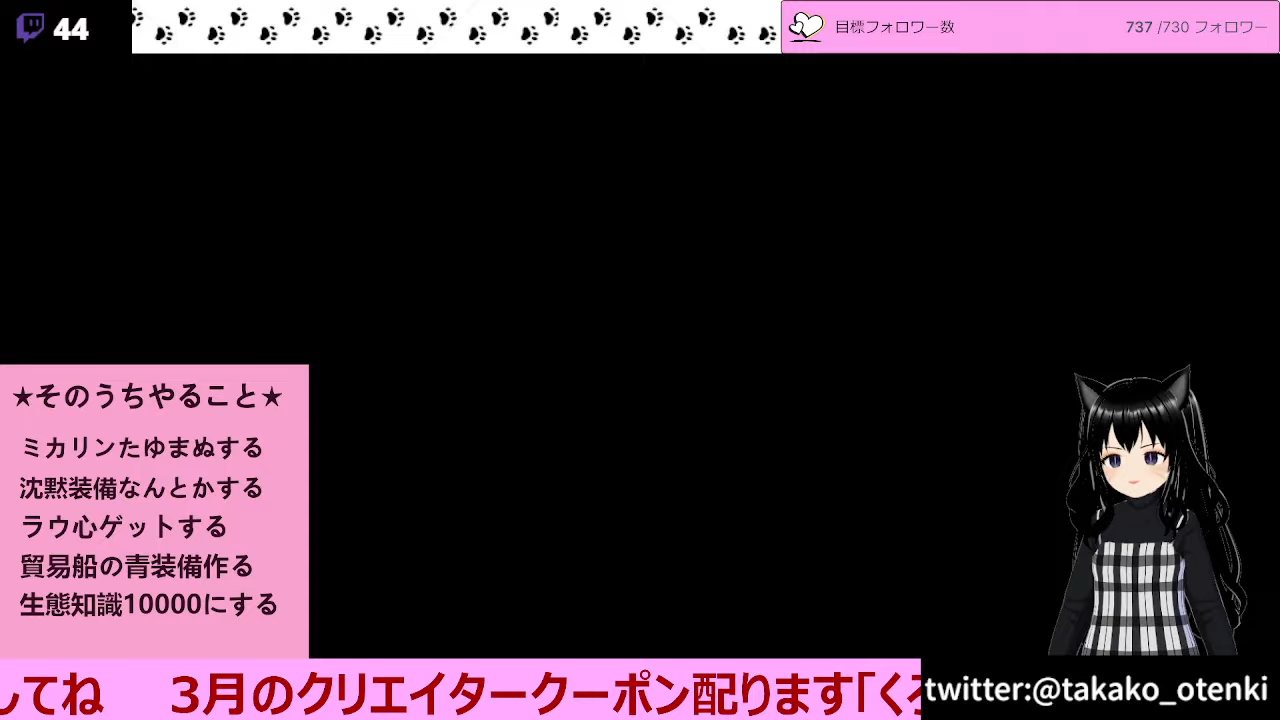 44
目標フォロワー数
737 /730 フォロワー
★そのうちやること★
ミカリンたゆまぬする
沈黙装備なんとかする
ラウ心ゲットする
貿易船の青装備作る
生態知識10000にする
してね 3月のクリエイタークーポン配ります「く
twitter:@takako_otenki